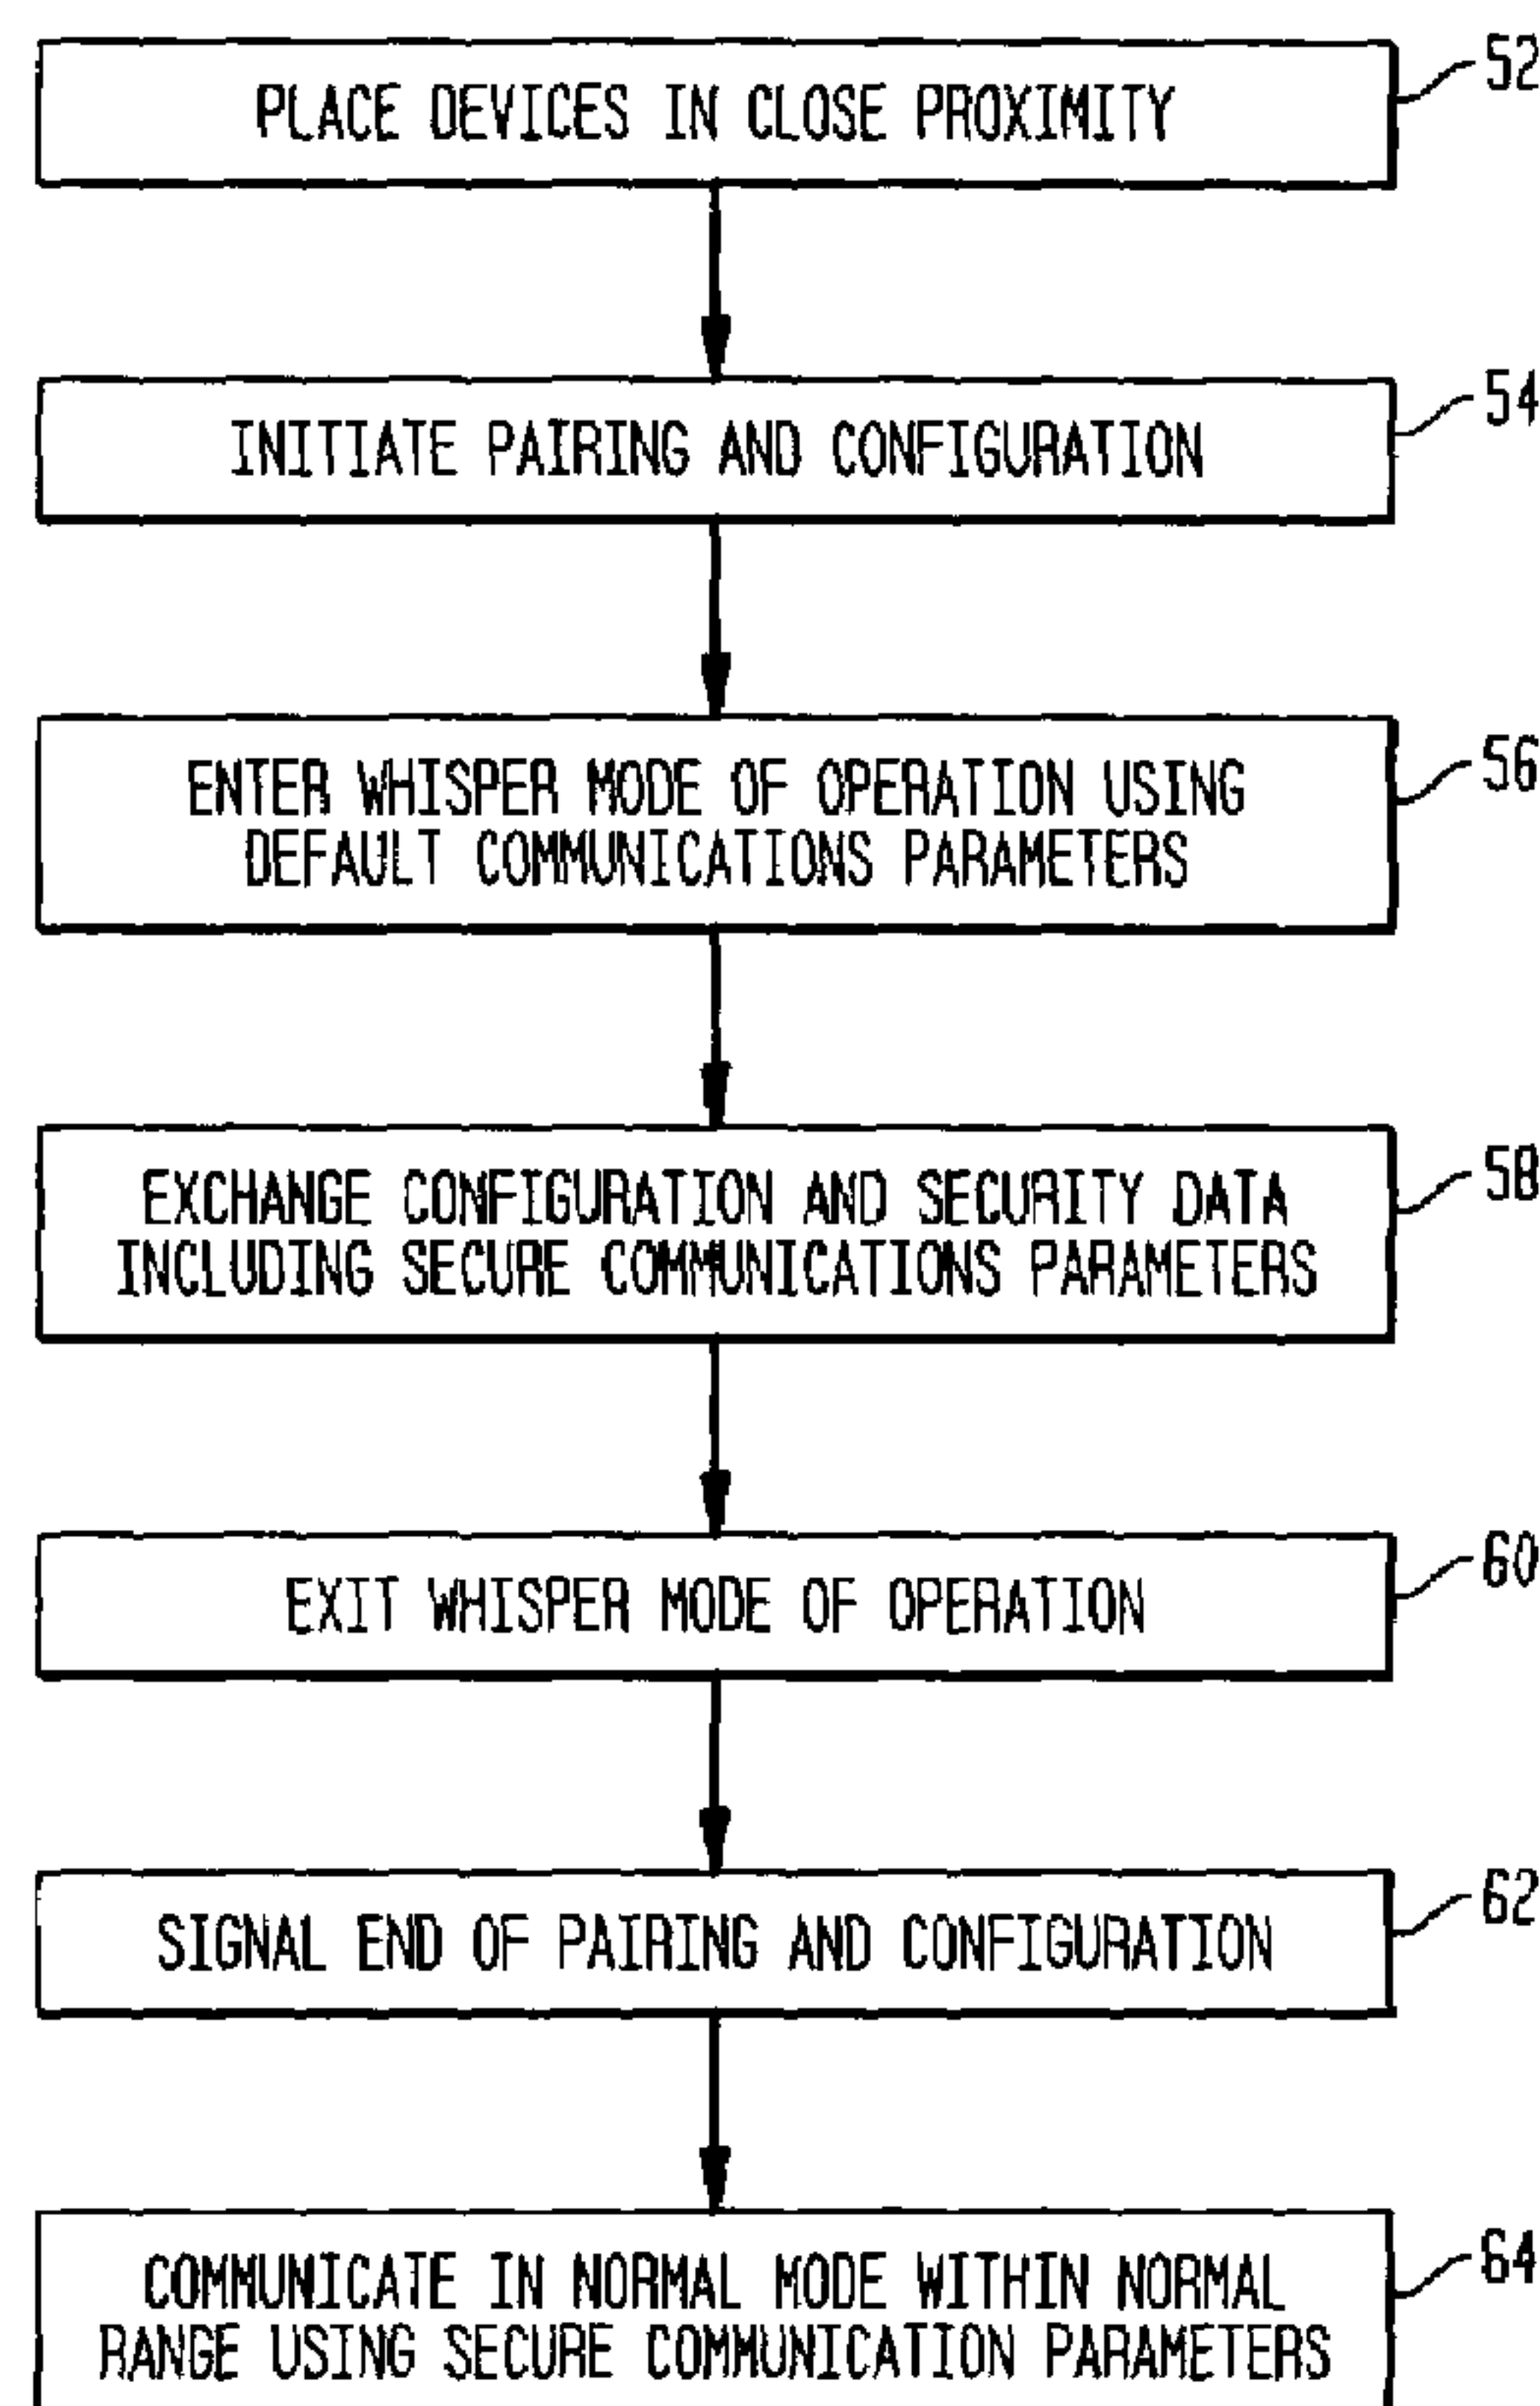 PLACE DEVICES IN CLOSE PROXIMITY
52
INITIATE PAIRING AND CONFIGURATION
54
ENTER WHISPER MODE OF OPERATION USING
DEFAULT COMMUNICATIONS PARAMETERS
56
EXCHANGE CONFIGURATION AND SECURITY DATA
INCLUDING SECURE COMMUNICATIONS PARAMETERS
58
EXIT WHISPER MODE OF OPERATION
60
SIGNAL END OF PAIRING AND CONFIGURATION
62
COMMUNICATE IN NORMAL MODE WITHIN NORMAL
RANGE USING SECURE COMMUNICATION PARAMETERS
64